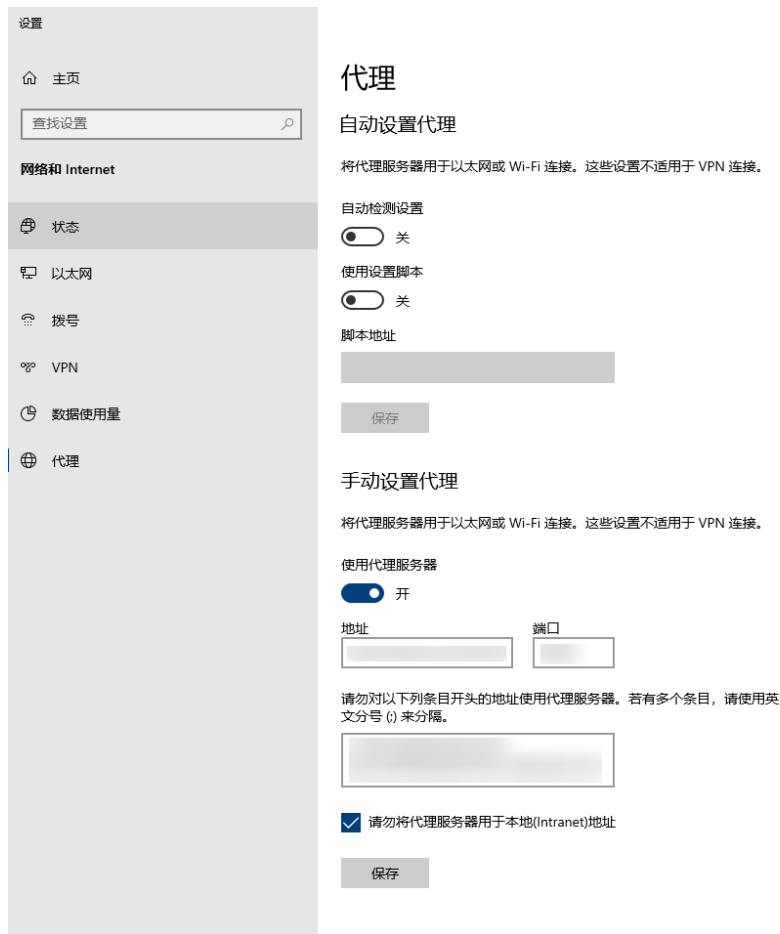 设置
主页
查找设置
网络和 Internet
状态
以太网
拨号
VPN
数据使用量
代理
代理
自动设置代理
将代理服务器用于以太网或 Wi-Fi 连接。这些设置不适用于 VPN 连接。
自动检测设置
关
使用设置脚本
关
脚本地址
保存
手动设置代理
将代理服务器用于以太网或 Wi-Fi 连接。这些设置不适用于 VPN 连接。
使用代理服务器
开
地址 端口
请勿对以下列条目开头的地址使用代理服务器。若有多个条目，请使用英
文分号 (;) 来分隔。
请勿将代理服务器用于本地(Intranet)地址
保存